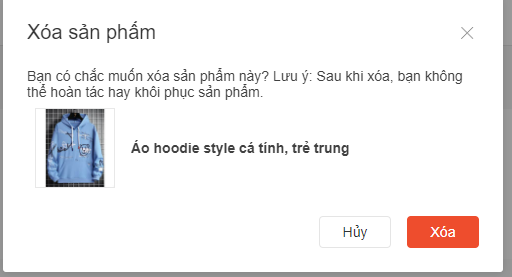 Xóa sản phẩm
Bạn có chắc muốn xóa sản phẩm này? Lưu ý: Sau khi xóa, bạn không
thể hoàn tác hay khôi phục sản phẩm.
Áo hoodie style cá tính, trẻ trung
Hủy
Xóa